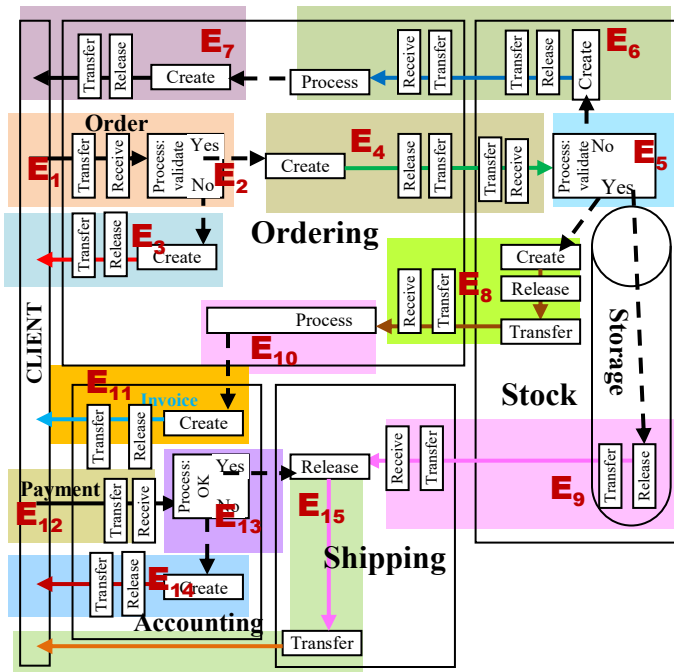 E7
E6
Transfer
Release
Create
Process
Receive
Transfer
Transfer
Release
Create
Order
E1
Transfer
Receive
Process:
validate
Yes
No
E2
Create
E4
Release
Transfer
Transfer
Receive
Process:
validate
No
Yes
E5
Transfer
Release
E3
Create
Ordering
CLIENT
Create
Release
Transfer
E8
Receive
Transfer
Storage
Process
E10
Stock
E11
Invoice
Transfer
Release
Create
Payment
E12
Transfer
Receive
Process:
OK
Yes
No
E13
Release
E15
Receive
Transfer
Transfer
Release
E9
Shipping
Transfer
Release
E14
Create
Accounting
Transfer